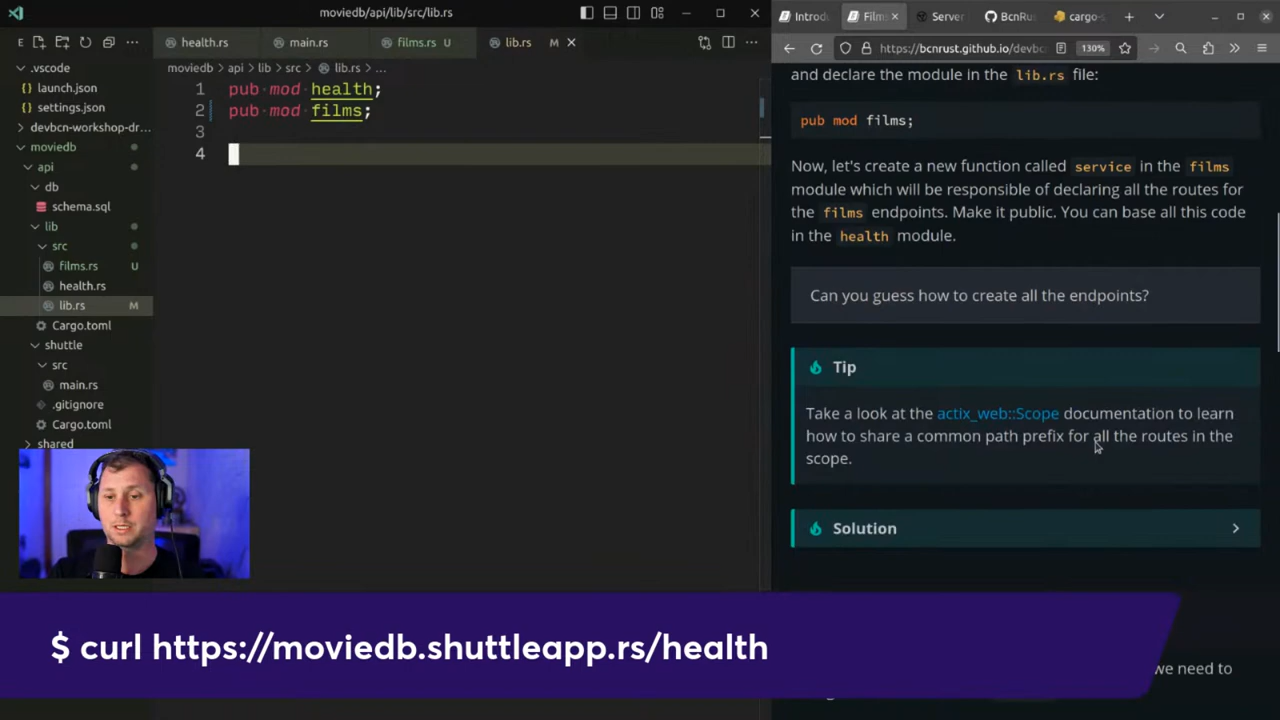 moviedb/api/lib/src/lib.rs
E
.vscode
launch.json
settings.json
devbcn-workshop-dr...
moviedb
api
db
schema.sql
lib
src
films.rs U
health.rs
lib.rs M
Cargo.toml
shuttle
src
main.rs
.gitignore
Cargo.toml
shared
health.rs
main.rs
films.rs U
lib.rs M
moviedb > api > lib > src > lib.rs > ...
1 pub mod health;
2 pub mod films;
3
4
Introdu
Films
Server
BcnRus
cargo-s
https://bcnrust.github.io/devbc
130%
and declare the module in the lib.rs file:
pub mod films;
Now, let's create a new function called service in the films
module which will be responsible of declaring all the routes for
the films endpoints. Make it public. You can base all this code
in the health module.
Can you guess how to create all the endpoints?
Tip
Take a look at the actix_web::Scope documentation to learn
how to share a common path prefix for all the routes in the
scope.
Solution
we need to
$ curl https://moviedb.shuttleapp.rs/health